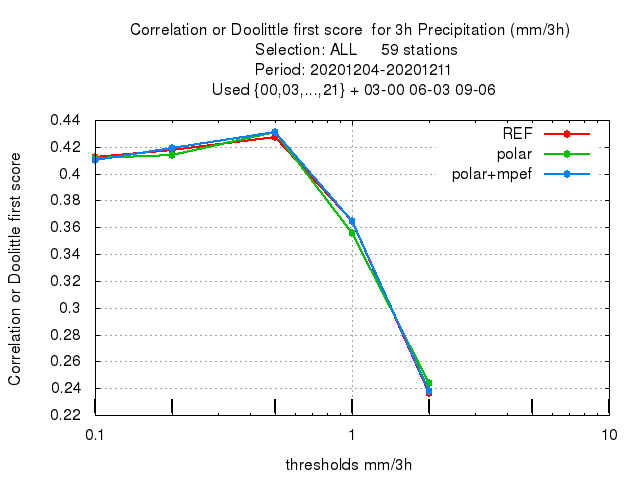 Correlation or Doolittle first score  for 3h Precipitation (mm/3h)
Selection: ALL     59 stations
Period: 20201204-20201211
Used {00,03,...,21} + 03-00 06-03 09-06
Correlation or Doolittle first score
0.44
0.42
0.4
0.38
0.36
0.34
0.32
0.3
0.28
0.26
0.24
0.22
REF
polar
polar+mpef
0.1
1
10
thresholds mm/3h